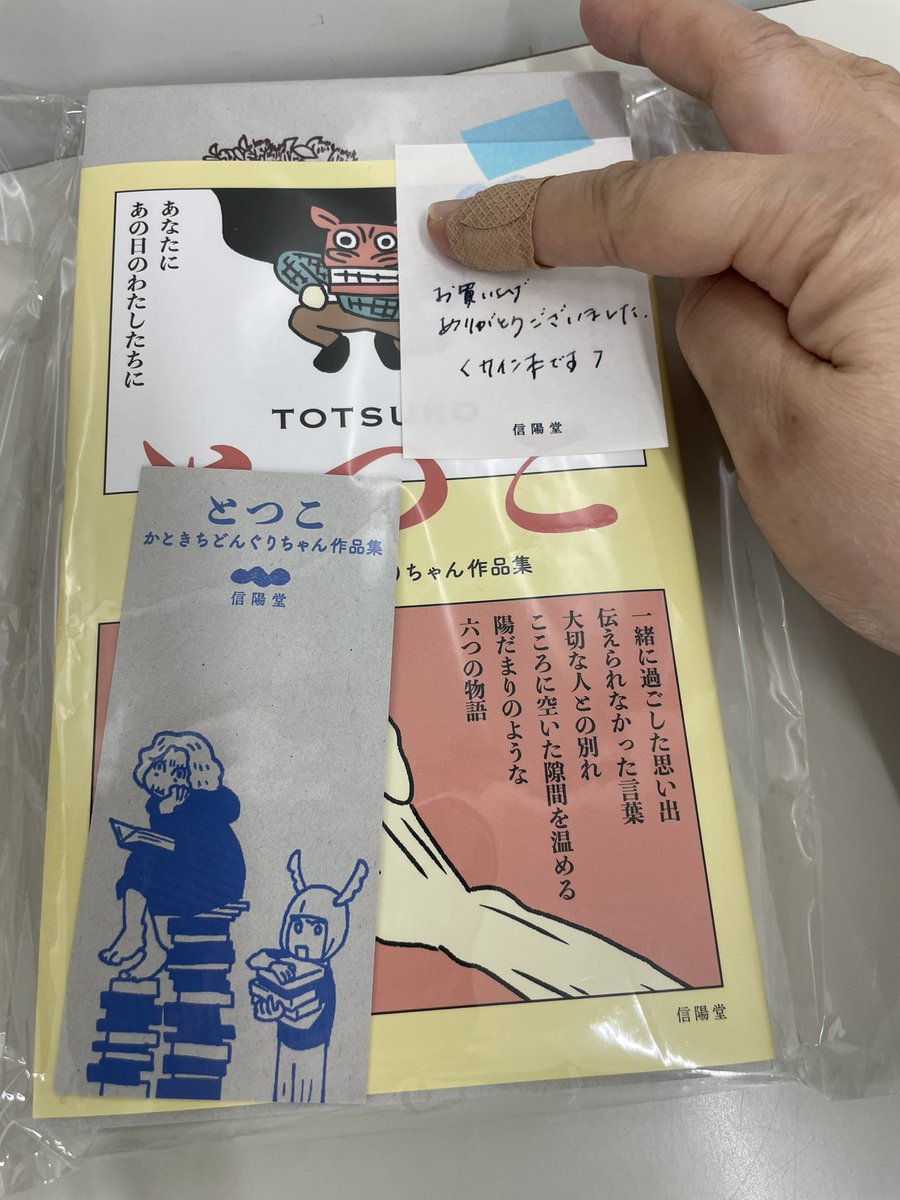 あなたに
あの日のわたしたちに
お買い上げ
ありがとうございました。
〈サイン本です〉
信陽堂
とつこ
かときちどんぐりちゃん作品集
信陽堂
ちゃん作品集
一緒に過ごした思い出
伝えられなかった言葉
大切な人との別れ
こころに空いた隙間を温める
陽だまりのような
六つの物語
信陽堂